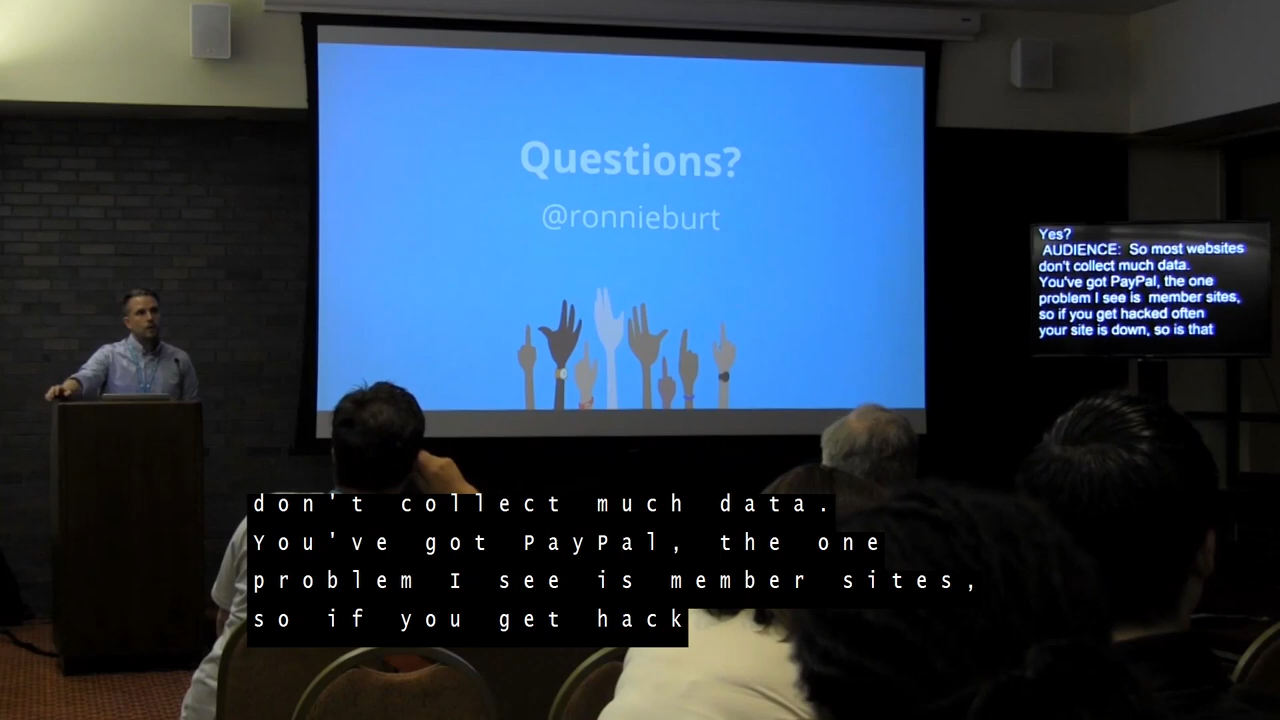 Questions?
@ronnieburt
Yes?
AUDIENCE: So most websites
don't collect much data.
You've got PayPal, the one
problem I see is member sites,
so if you get hacked often
your site is down, so is that
don't collect much data.
You've got PayPal, the one
problem I see is member sites,
so if you get hack